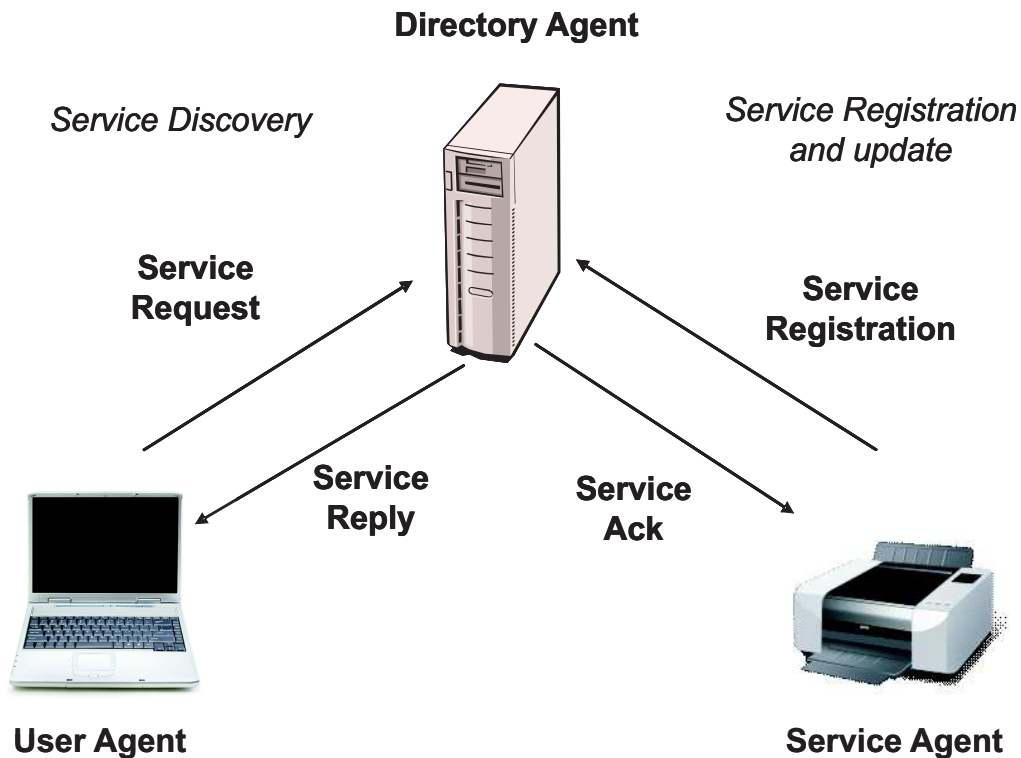 Directory Agent
Service Discovery
Service Registration
and update
Service
Request
Service
Registration
Service
Reply
Service
Ack
User Agent
Service Agent